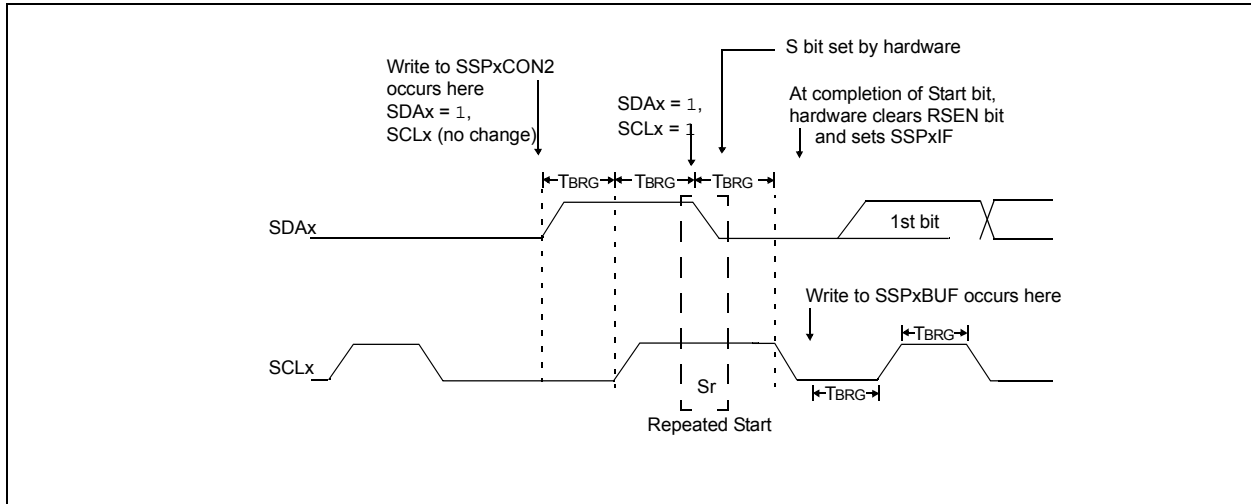 S bit set by hardware
Write to SSPxCON2
occurs here
SDAx = 1,
SCLx (no change)
SDAx = 1,
SCLx = 1
At completion of Start bit,
hardware clears RSEN bit
and sets SSPxIF
TBRG TBRG TBRG
SDAx
1st bit
Write to SSPxBUF occurs here
TBRG
SCLx
Sr
TBRG
Repeated Start